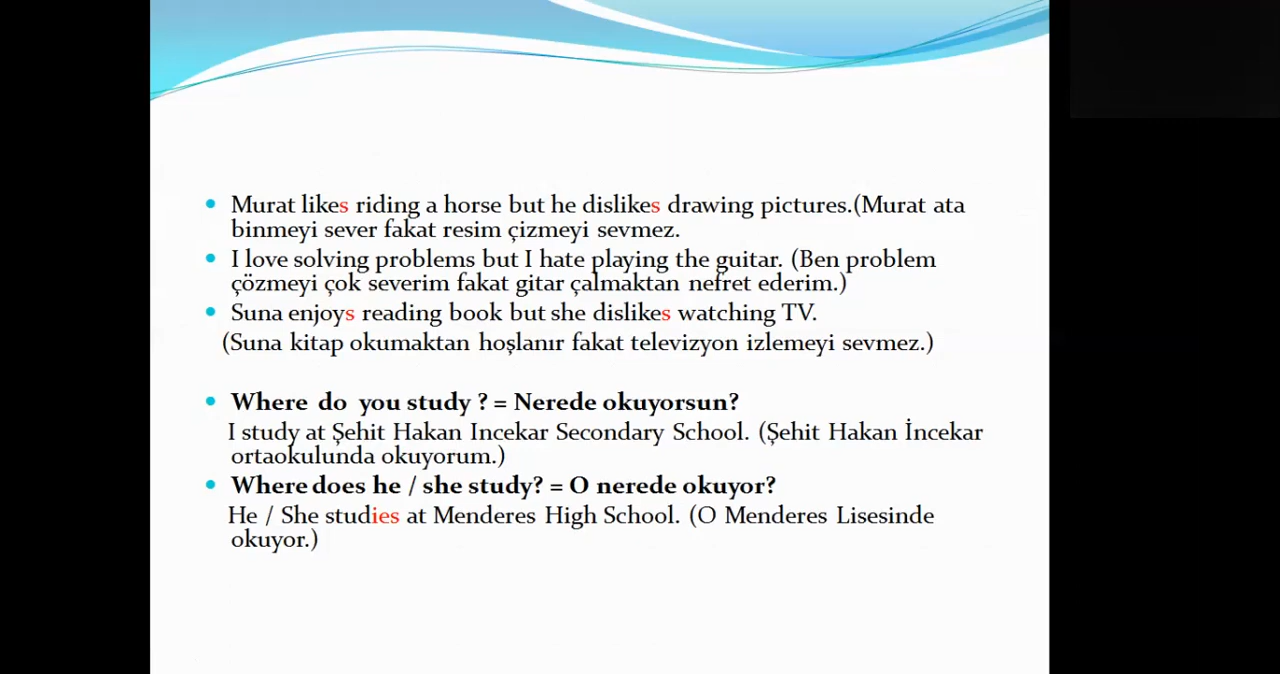 Murat likes riding a horse but he dislikes drawing pictures.(Murat ata
binmeyi sever fakat resim çizmeyi sevmez.
I love solving problems but I hate playing the guitar. (Ben problem
çözmeyi çok severim fakat gitar çalmaktan nefret ederim.)
Suna enjoys reading book but she dislikes watching TV.
(Suna kitap okumaktan hoşlanır fakat televizyon izlemeyi sevmez.)
Where do you study ? = Nerede okuyorsun?
I study at Şehit Hakan Incekar Secondary School. (Şehit Hakan İncekar
ortaokulunda okuyorum.)
Where does he / she study? = O nerede okuyor?
He / She studies at Menderes High School. (O Menderes Lisesinde
okuyor.)